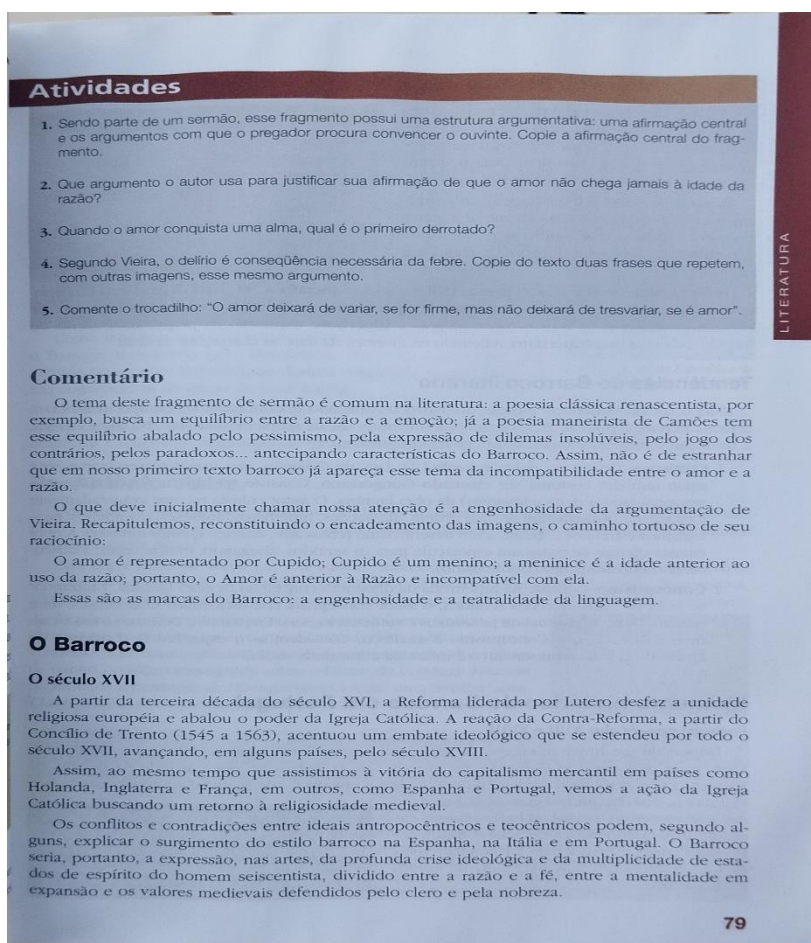 Atividades
1. Sendo parte de um sermão, esse fragmento possui uma estrutura argumentativa: uma afirmação central
e os argumentos com que o pregador procura convencer o ouvinte. Copie a afirmação central do frag-
mento.
2. Que argumento o autor usa para justificar sua afirmação de que o amor não chega jamais à idade da
razão?
3. Quando o amor conquista uma alma, qual é o primeiro derrotado?
4. Segundo Vieira, o delírio é conseqüência necessária da febre. Copie do texto duas frases que repetem,
com outras imagens, esse mesmo argumento.
5. Comente o trocadilho: "O amor deixará de variar, se for firme, mas não deixará de tresvariar, se é amor".
LITERATURA
Comentário
O tema deste fragmento de sermão é comum na literatura: a poesia clássica renascentista, por
exemplo, busca um equilíbrio entre a razão e a emoção; já a poesia maneirista de Camões tem
esse equilíbrio abalado pelo pessimismo, pela expressão de dilemas insolúveis, pelo jogo dos
contrários, pelos paradoxos... antecipando características do Barroco. Assim, não é de estranhar
que em nosso primeiro texto barroco já apareça esse tema da incompatibilidade entre o amor e a
razão.
O que deve inicialmente chamar nossa atenção é a engenhosidade da argumentação de
Vieira. Recapitulemos, reconstituindo o encadeamento das imagens, o caminho tortuoso de seu
raciocínio:
O amor é representado por Cupido; Cupido é um menino; a meninice é a idade anterior ao
uso da razão; portanto, o Amor é anterior à Razão e incompatível com ela.
Essas são as marcas do Barroco: a engenhosidade e a teatralidade da linguagem.
O Barroco
O século XVII
A partir da terceira década do século XVI, a Reforma liderada por Lutero desfez a unidade
religiosa européia e abalou o poder da Igreja Católica. A reação da Contra-Reforma, a partir do
Concílio de Trento (1545 a 1563), acentuou um embate ideológico que se estendeu por todo o
século XVII, avançando, em alguns países, pelo século XVIII.
Assim, ao mesmo tempo que assistimos à vitória do capitalismo mercantil em países como
Holanda, Inglaterra e França, em outros, como Espanha e Portugal, vemos a ação da Igreja
Católica buscando um retorno à religiosidade medieval.
Os conflitos e contradições entre ideais antropocêntricos e teocêntricos podem, segundo al-
guns, explicar o surgimento do estilo barroco na Espanha, na Itália e em Portugal. O Barroco
seria, portanto, a expressão, nas artes, da profunda crise ideológica e da multiplicidade de esta-
dos de espírito do homem seiscentista, dividido entre a razão e a fé, entre a mentalidade em
expansão e os valores medievais defendidos pelo clero e pela nobreza.
79